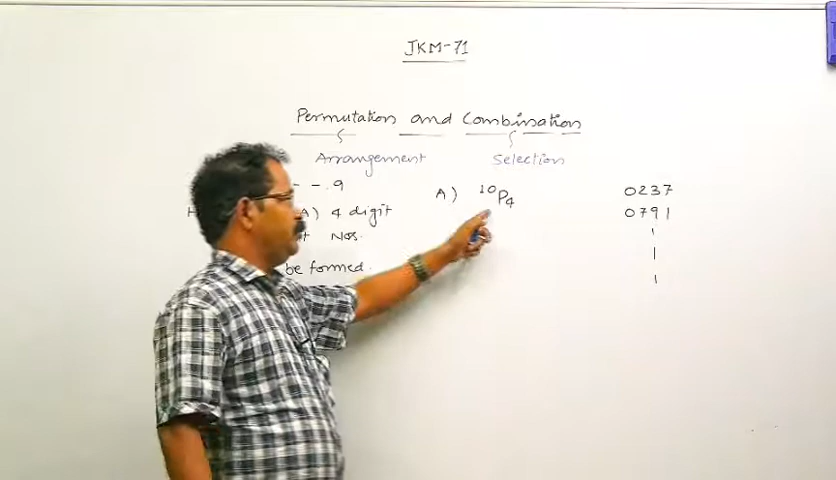 JKM-71
Permutation and Combination
Arrangement Selection
- - .9 A) ¹⁰P₄ 0237
A) 4 digit 0791
Nos.
be formed.